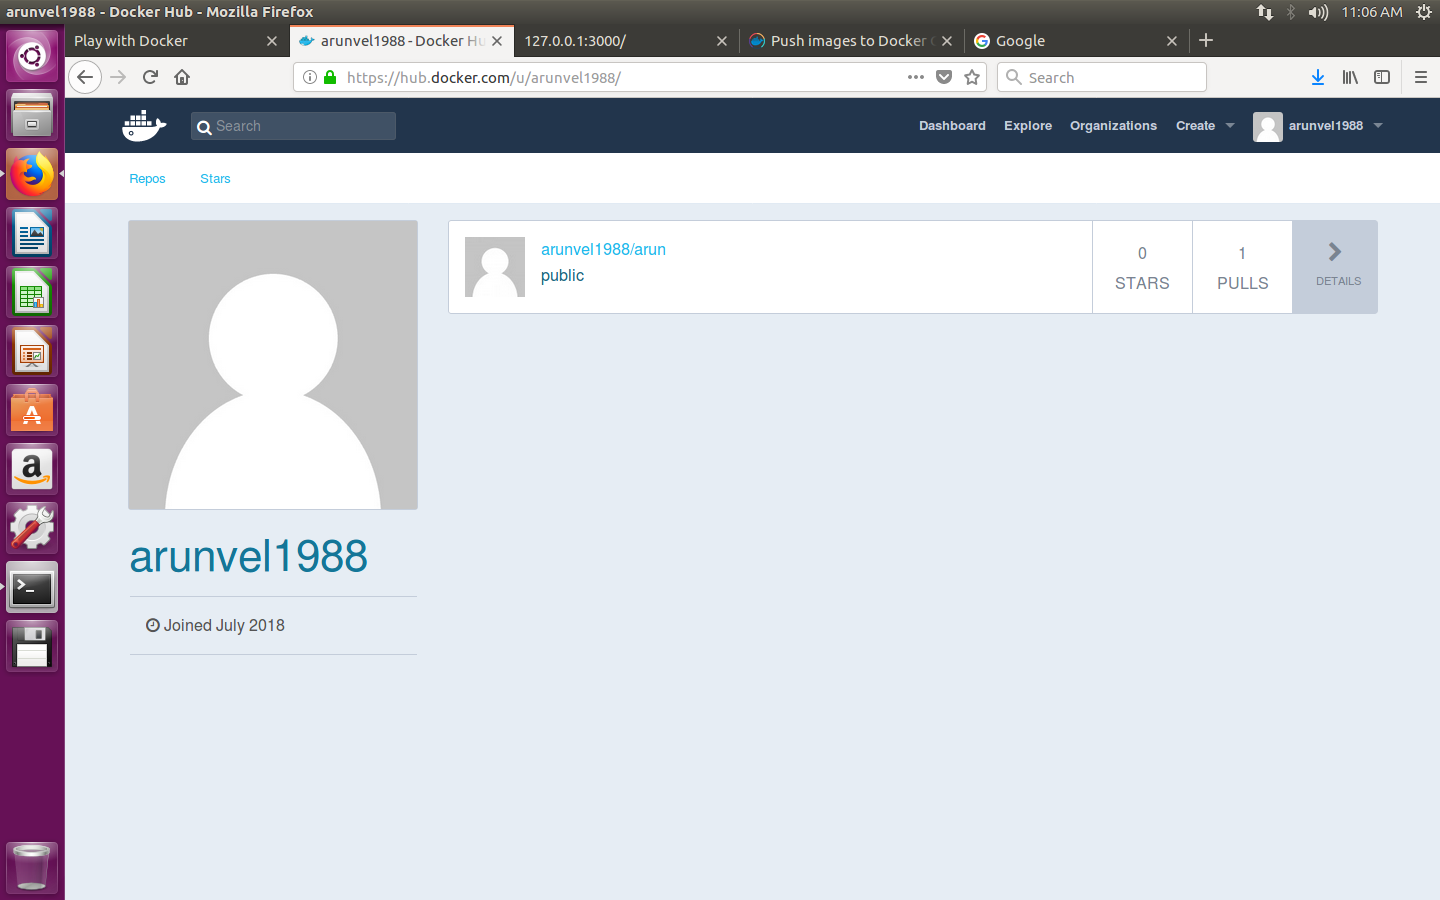 arunvel1988 - Docker Hub - Mozilla Firefox
11:06 AM
Play with Docker
arunvel1988 - Docker Hu
127.0.0.1:3000/
Push images to Docker
Google
https://hub.docker.com/u/arunvel1988/
Search
Search
Dashboard
Explore
Organizations
Create
arunvel1988
Repos
Stars
arunvel1988/arun
public
0
STARS
1
PULLS
DETAILS
arunvel1988
Joined July 2018